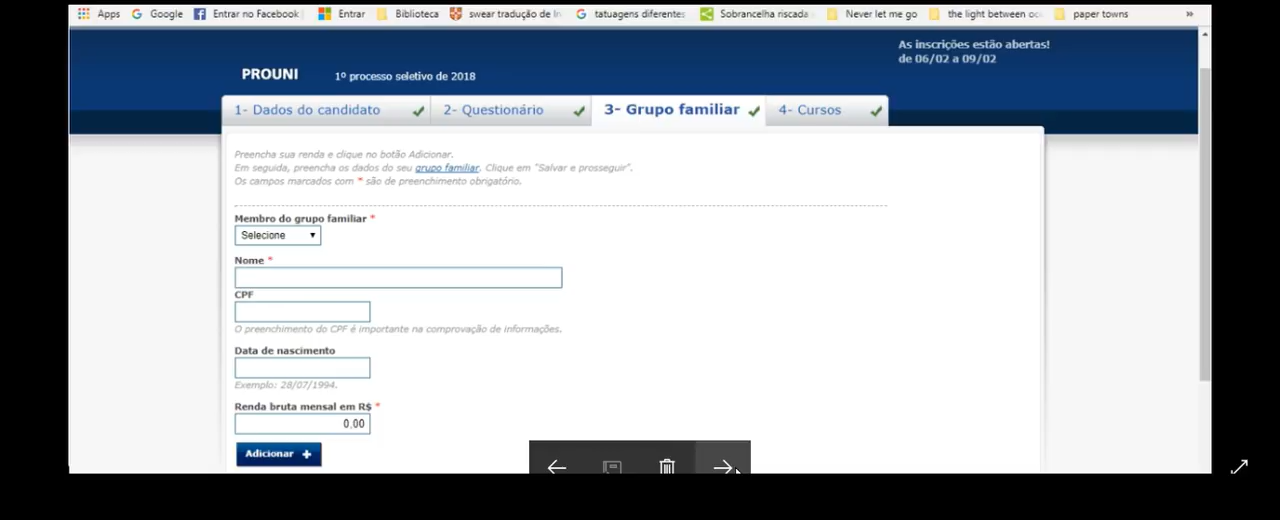 Apps Google Entrar no Facebook Entrar Biblioteca swear tradução de In tatuagens diferentes Sobrancelha riscada Never let me go the light between oce paper towns »
As inscrições estão abertas!
de 06/02 a 09/02
PROUNI 1º processo seletivo de 2018
1- Dados do candidato 2- Questionário 3- Grupo familiar 4- Cursos
Preencha sua renda e clique no botão Adicionar.
Em seguida, preencha os dados do seu grupo familiar. Clique em "Salvar e prosseguir".
Os campos marcados com * são de preenchimento obrigatório.
Membro do grupo familiar *
Selecione
Nome *
CPF
O preenchimento do CPF é importante na comprovação de informações.
Data de nascimento
Exemplo: 28/07/1994.
Renda bruta mensal em R$ *
0,00
Adicionar +